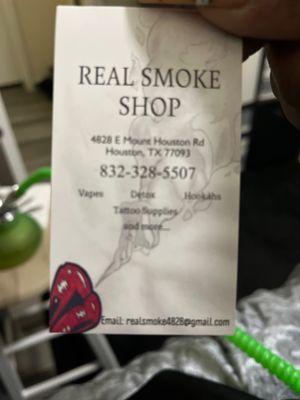 REAL SMOKE
SHOP
4828 E Mount Houston Rd
Houston, TX 77093
832-328-5507
Vapes Detox Hookahs
Tattoo Supplies
and more...
Email: realsmoke4828@gmail.com